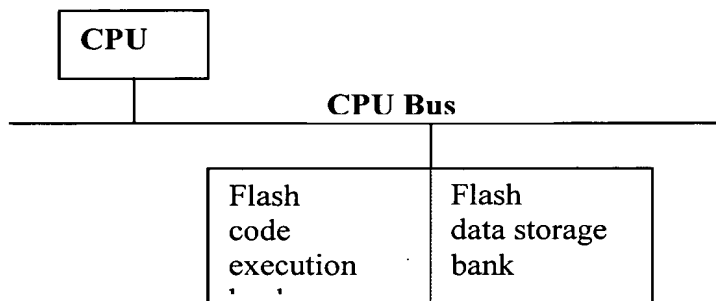 CPU
CPU Bus
Flash
code
execution
Flash
data storage
bank